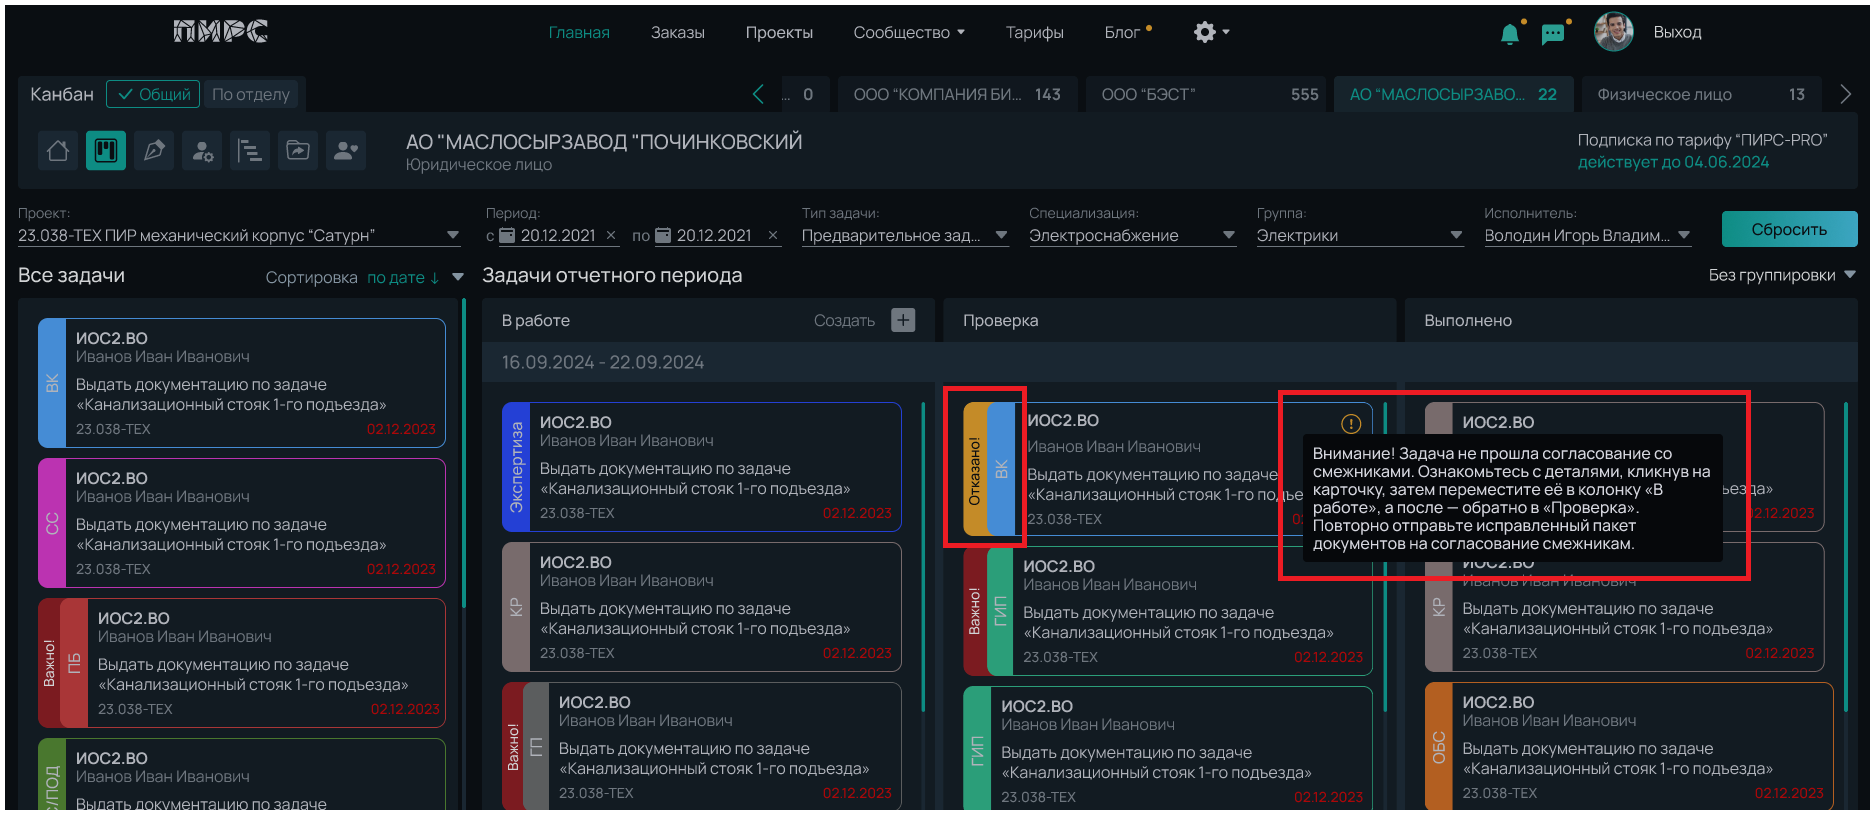 ПИРС
Главная
Заказы
Проекты
Сообщество
Тарифы
Блог
Выход
Канбан
Общий
По отделу
... 0
ООО “КОМПАНИЯ БИ... 143
ООО “БЭСТ” 555
АО “МАСЛОСЫРЗАВО... 22
Физическое лицо 13
АО "МАСЛОСЫРЗАВОД "ПОЧИНКОВСКИЙ
Юридическое лицо
Подписка по тарифу “ПИРС-PRO”
действует до 04.06.2024
Проект:
23.038-ТЕХ ПИР механический корпус “Сатурн”
Период:
с 20.12.2021 × по 20.12.2021 ×
Тип задачи:
Предварительное зад...
Специализация:
Электроснабжение
Группа:
Электрики
Исполнитель:
Володин Игорь Владим...
Сбросить
Все задачи
Сортировка по дате ↓
Задачи отчетного периода
Без группировки
ВК
ИОС2.ВО
Иванов Иван Иванович
Выдать документацию по задаче
«Канализационный стояк 1-го подъезда»
23.038-ТЕХ 02.12.2023
СС
ИОС2.ВО
Иванов Иван Иванович
Выдать документацию по задаче
«Канализационный стояк 1-го подъезда»
23.038-ТЕХ 02.12.2023
Важно!
ПБ
ИОС2.ВО
Иванов Иван Иванович
Выдать документацию по задаче
«Канализационный стояк 1-го подъезда»
23.038-ТЕХ 02.12.2023
С/ПОД
ИОС2.ВО
Иванов Иван Иванович
Выдать документацию по задаче
В работе
Создать +
Проверка
Выполнено
16.09.2024 - 22.09.2024
Экспертиза
ИОС2.ВО
Иванов Иван Иванович
Выдать документацию по задаче
«Канализационный стояк 1-го подъезда»
23.038-ТЕХ 02.12.2023
КР
ИОС2.ВО
Иванов Иван Иванович
Выдать документацию по задаче
«Канализационный стояк 1-го подъезда»
23.038-ТЕХ 02.12.2023
Важно!
ГП
ИОС2.ВО
Иванов Иван Иванович
Выдать документацию по задаче
«Канализационный стояк 1-го подъезда»
23.038-ТЕХ 02.12.2023
Отказано!
ВК
ИОС2.ВО
Иванов Иван Иванович
Выдать документацию по задаче
«Канализационный стояк 1-го подъе
23.038-ТЕХ 0
Внимание! Задача не прошла согласование со
смежниками. Ознакомьтесь с деталями, кликнув на
карточку, затем переместите её в колонку «В
работе», а после — обратно в «Проверка».
Повторно отправьте исправленный пакет
документов на согласование смежникам.
Важно!
ГИП
ИОС2.ВО
Иванов Иван Иванович
Выдать документацию по задаче
«Канализационный стояк 1-го подъезда»
23.038-ТЕХ 02.12.2023
ГИП
ИОС2.ВО
Иванов Иван Иванович
Выдать документацию по задаче
«Канализационный стояк 1-го подъезда»
23.038-ТЕХ 02.12.2023
ИОС2.ВО
ъезда»
2.12.2023
КР
ИОС2.ВО
Иванов Иван Иванович
Выдать документацию по задаче
«Канализационный стояк 1-го подъезда»
23.038-ТЕХ 02.12.2023
ОБС
ИОС2.ВО
Иванов Иван Иванович
Выдать документацию по задаче
«Канализационный стояк 1-го подъезда»
23.038-ТЕХ 02.12.2023